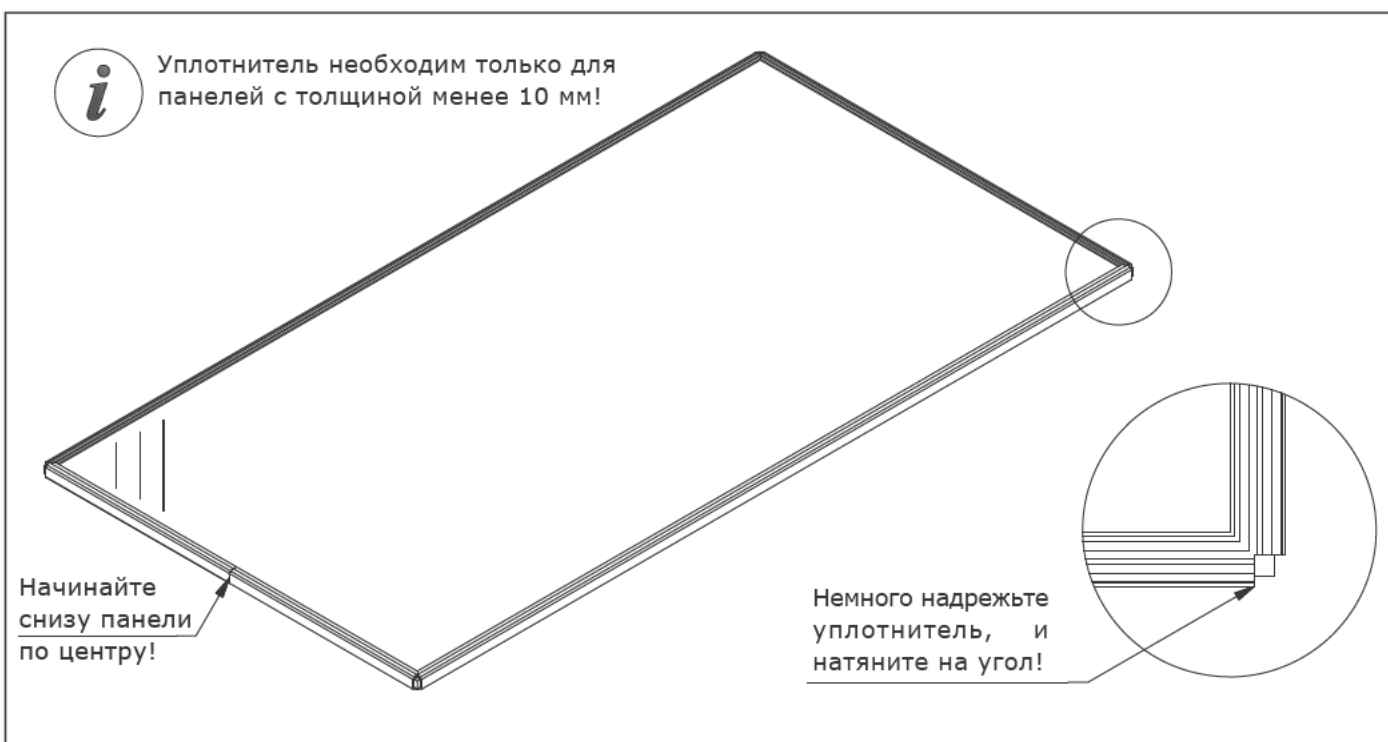 i
Уплотнитель необходим только для
панелей с толщиной менее 10 мм!
Начинайте
снизу панели
по центру!
Немного надрежьте
уплотнитель, и
натяните на угол!